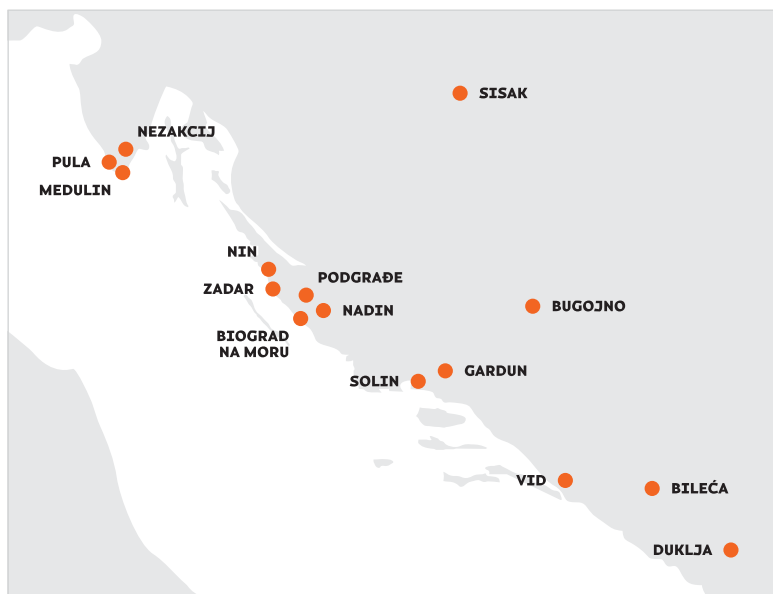 SISAK
NEZAKCIJ
PULA
MEDULIN
NIN
PODGRAĐE
ZADAR
NADIN
BUGOJNO
BIOGRAD
NA MORU
GARDUN
SOLIN
VID
BILEĆA
DUKLJA